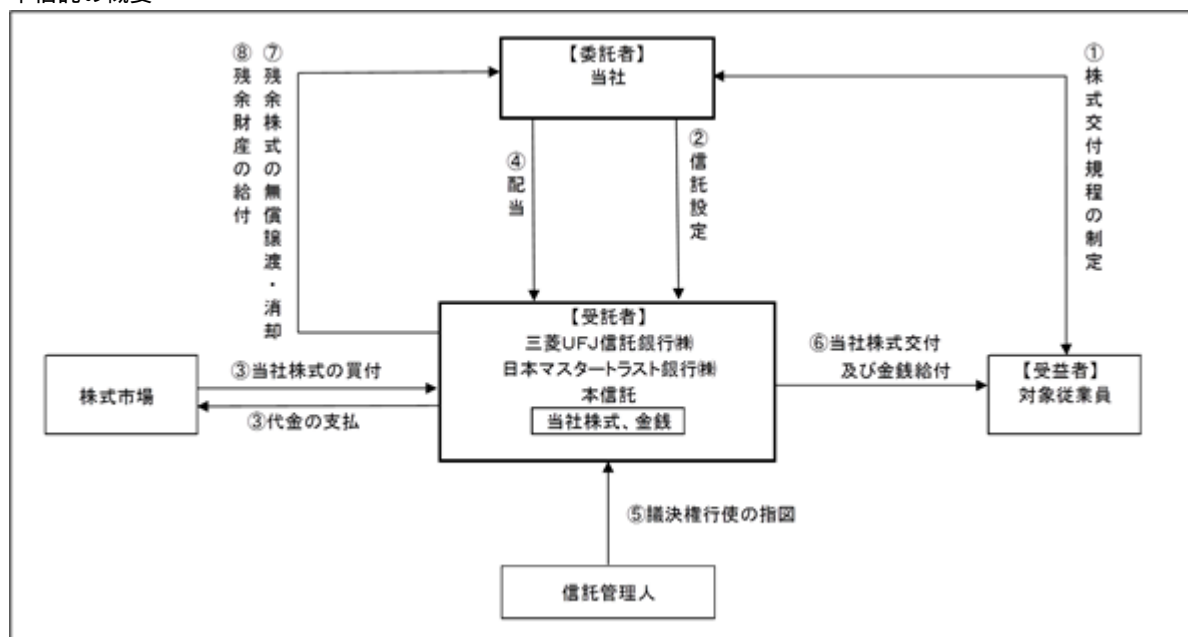 本信託の概要
【委託者】
当社
①株式交付規程の制定
②信託設定
④配当
⑦残余株式の無償譲渡・消却
⑧残余財産の給付
【受託者】
三菱UFJ信託銀行㈱
日本マスタートラスト銀行㈱
本信託
当社株式、金銭
株式市場
③当社株式の買付
③代金の支払
⑥当社株式交付
及び金銭給付
【受益者】
対象従業員
⑤議決権行使の指図
信託管理人